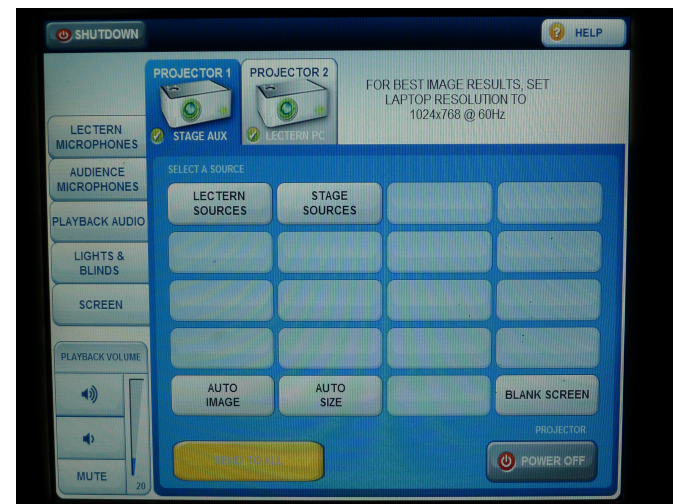 SHUTDOWN
HELP
PROJECTOR 1
PROJECTOR 2
FOR BEST IMAGE RESULTS, SET
LAPTOP RESOLUTION TO
1024x768 @ 60Hz
STAGE AUX
LECTERN PC
LECTERN
MICROPHONES
AUDIENCE
MICROPHONES
PLAYBACK AUDIO
LIGHTS &
BLINDS
SCREEN
SELECT A SOURCE
LECTERN
SOURCES
STAGE
SOURCES
AUTO
IMAGE
AUTO
SIZE
BLANK SCREEN
PLAYBACK VOLUME
MUTE
20
PROJECTOR
POWER OFF